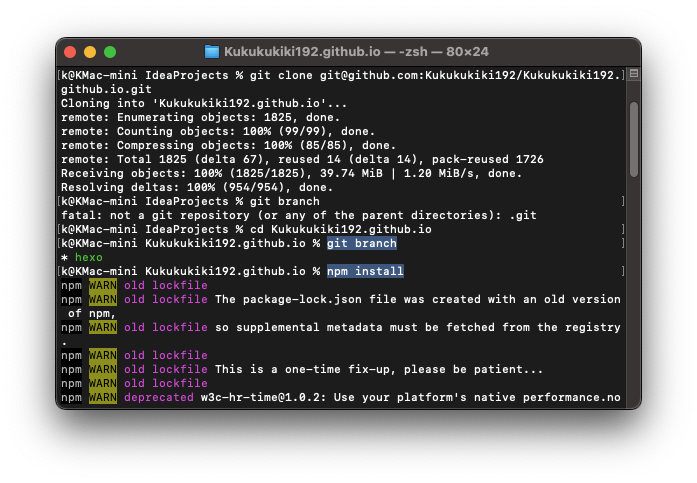 Kukukukiki192.github.io — -zsh — 80×24
[k@KMac-mini IdeaProjects % git clone git@github.com:Kukukukiki192/Kukukukiki192.]
github.io.git
Cloning into 'Kukukukiki192.github.io'...
remote: Enumerating objects: 1825, done.
remote: Counting objects: 100% (99/99), done.
remote: Compressing objects: 100% (85/85), done.
remote: Total 1825 (delta 67), reused 14 (delta 14), pack-reused 1726
Receiving objects: 100% (1825/1825), 39.74 MiB | 1.20 MiB/s, done.
Resolving deltas: 100% (954/954), done.
[k@KMac-mini IdeaProjects % git branch ]
fatal: not a git repository (or any of the parent directories): .git
[k@KMac-mini IdeaProjects % cd Kukukukiki192.github.io ]
[k@KMac-mini Kukukukiki192.github.io % git branch ]
* hexo
[k@KMac-mini Kukukukiki192.github.io % npm install ]
npm WARN old lockfile
npm WARN old lockfile The package-lock.json file was created with an old version
of npm,
npm WARN old lockfile so supplemental metadata must be fetched from the registry
.
npm WARN old lockfile
npm WARN old lockfile This is a one-time fix-up, please be patient...
npm WARN old lockfile
npm WARN deprecated w3c-hr-time@1.0.2: Use your platform's native performance.no